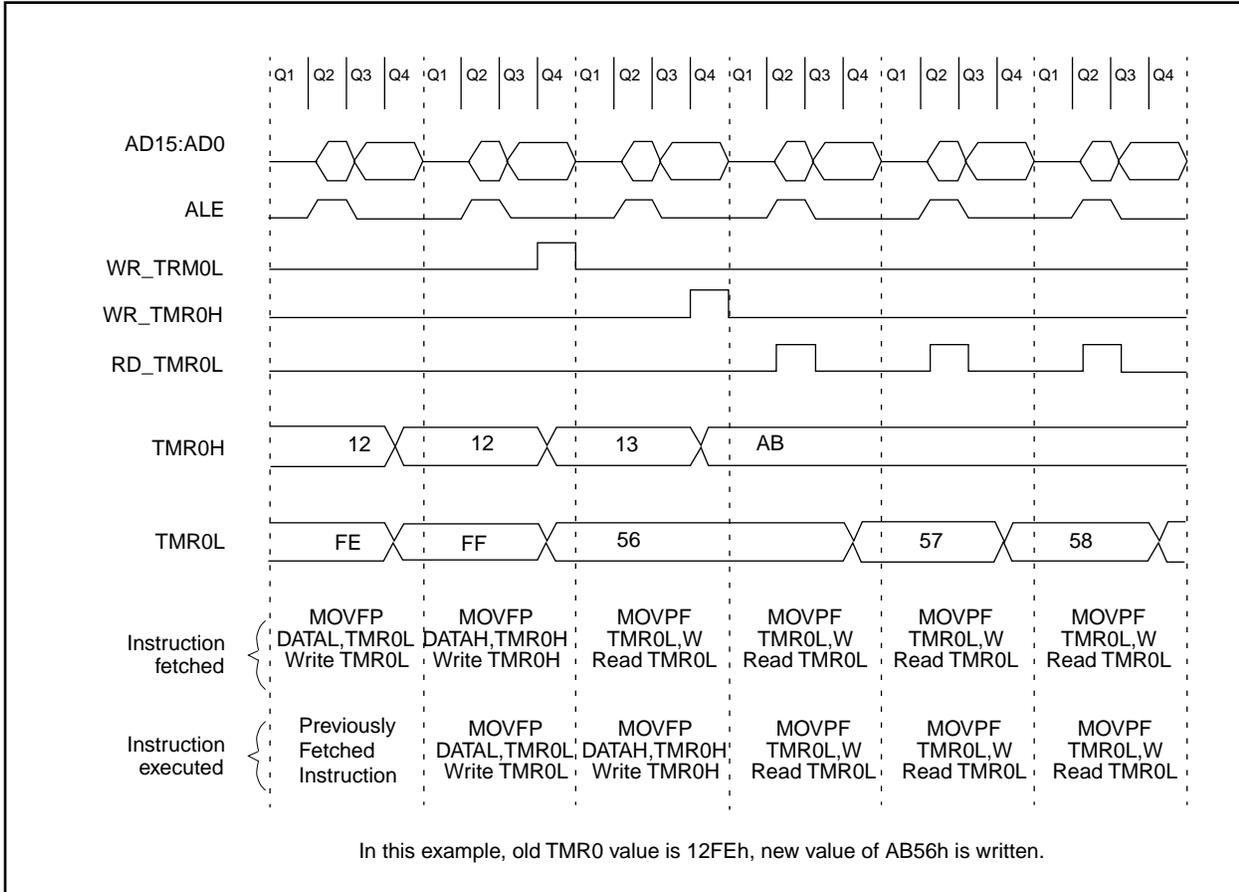 Q1 Q2 Q3 Q4 Q1 Q2 Q3 Q4 Q1 Q2 Q3 Q4 Q1 Q2 Q3 Q4 Q1 Q2 Q3 Q4 Q1 Q2 Q3 Q4
AD15:AD0
ALE
WR_TRM0L
WR_TMR0H
RD_TMR0L
TMR0H 12 12 13 AB
TMR0L FE FF 56 57 58
Instruction
fetched
MOVFP
DATAL,TMR0L
Write TMR0L
MOVFP
DATAH,TMR0H
Write TMR0H
MOVPF
TMR0L,W
Read TMR0L
MOVPF
TMR0L,W
Read TMR0L
MOVPF
TMR0L,W
Read TMR0L
MOVPF
TMR0L,W
Read TMR0L
Instruction
executed
Previously
Fetched
Instruction
MOVFP
DATAL,TMR0L
Write TMR0L
MOVFP
DATAH,TMR0H
Write TMR0H
MOVPF
TMR0L,W
Read TMR0L
MOVPF
TMR0L,W
Read TMR0L
MOVPF
TMR0L,W
Read TMR0L
In this example, old TMR0 value is 12FEh, new value of AB56h is written.